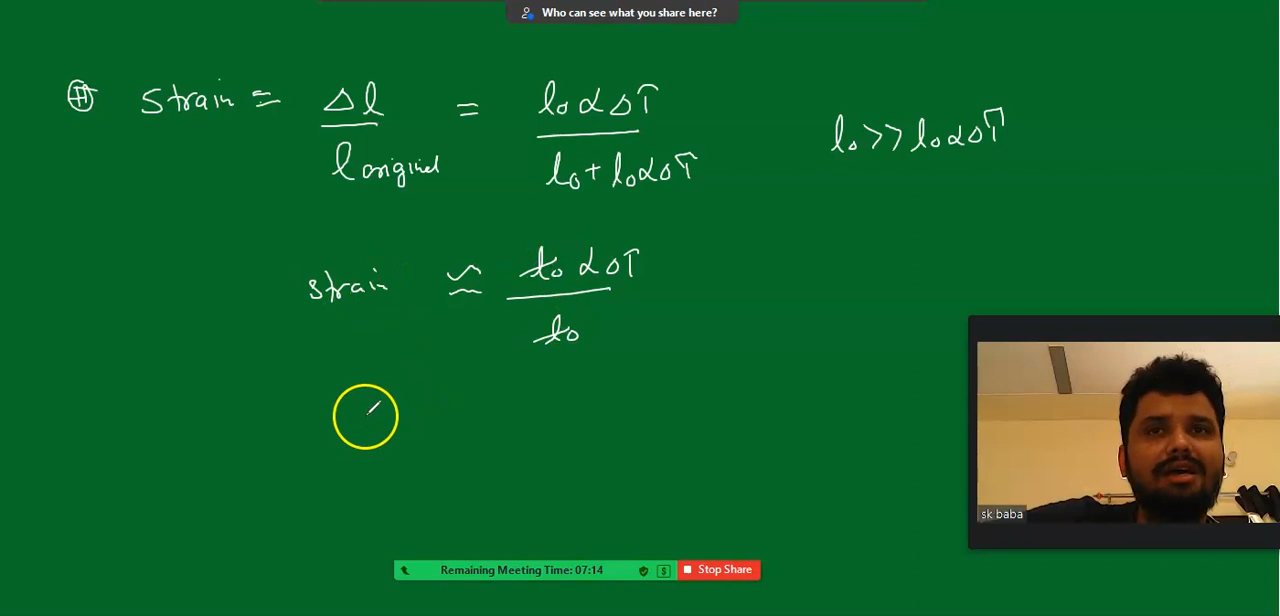 Who can see what you share here?
# Strain = Δl / l original = l₀αΔT / l₀ + l₀αΔT
l₀ >> l₀αΔT
strain ≃ l₀αΔT / l₀
sk baba
Remaining Meeting Time: 07:14
Stop Share